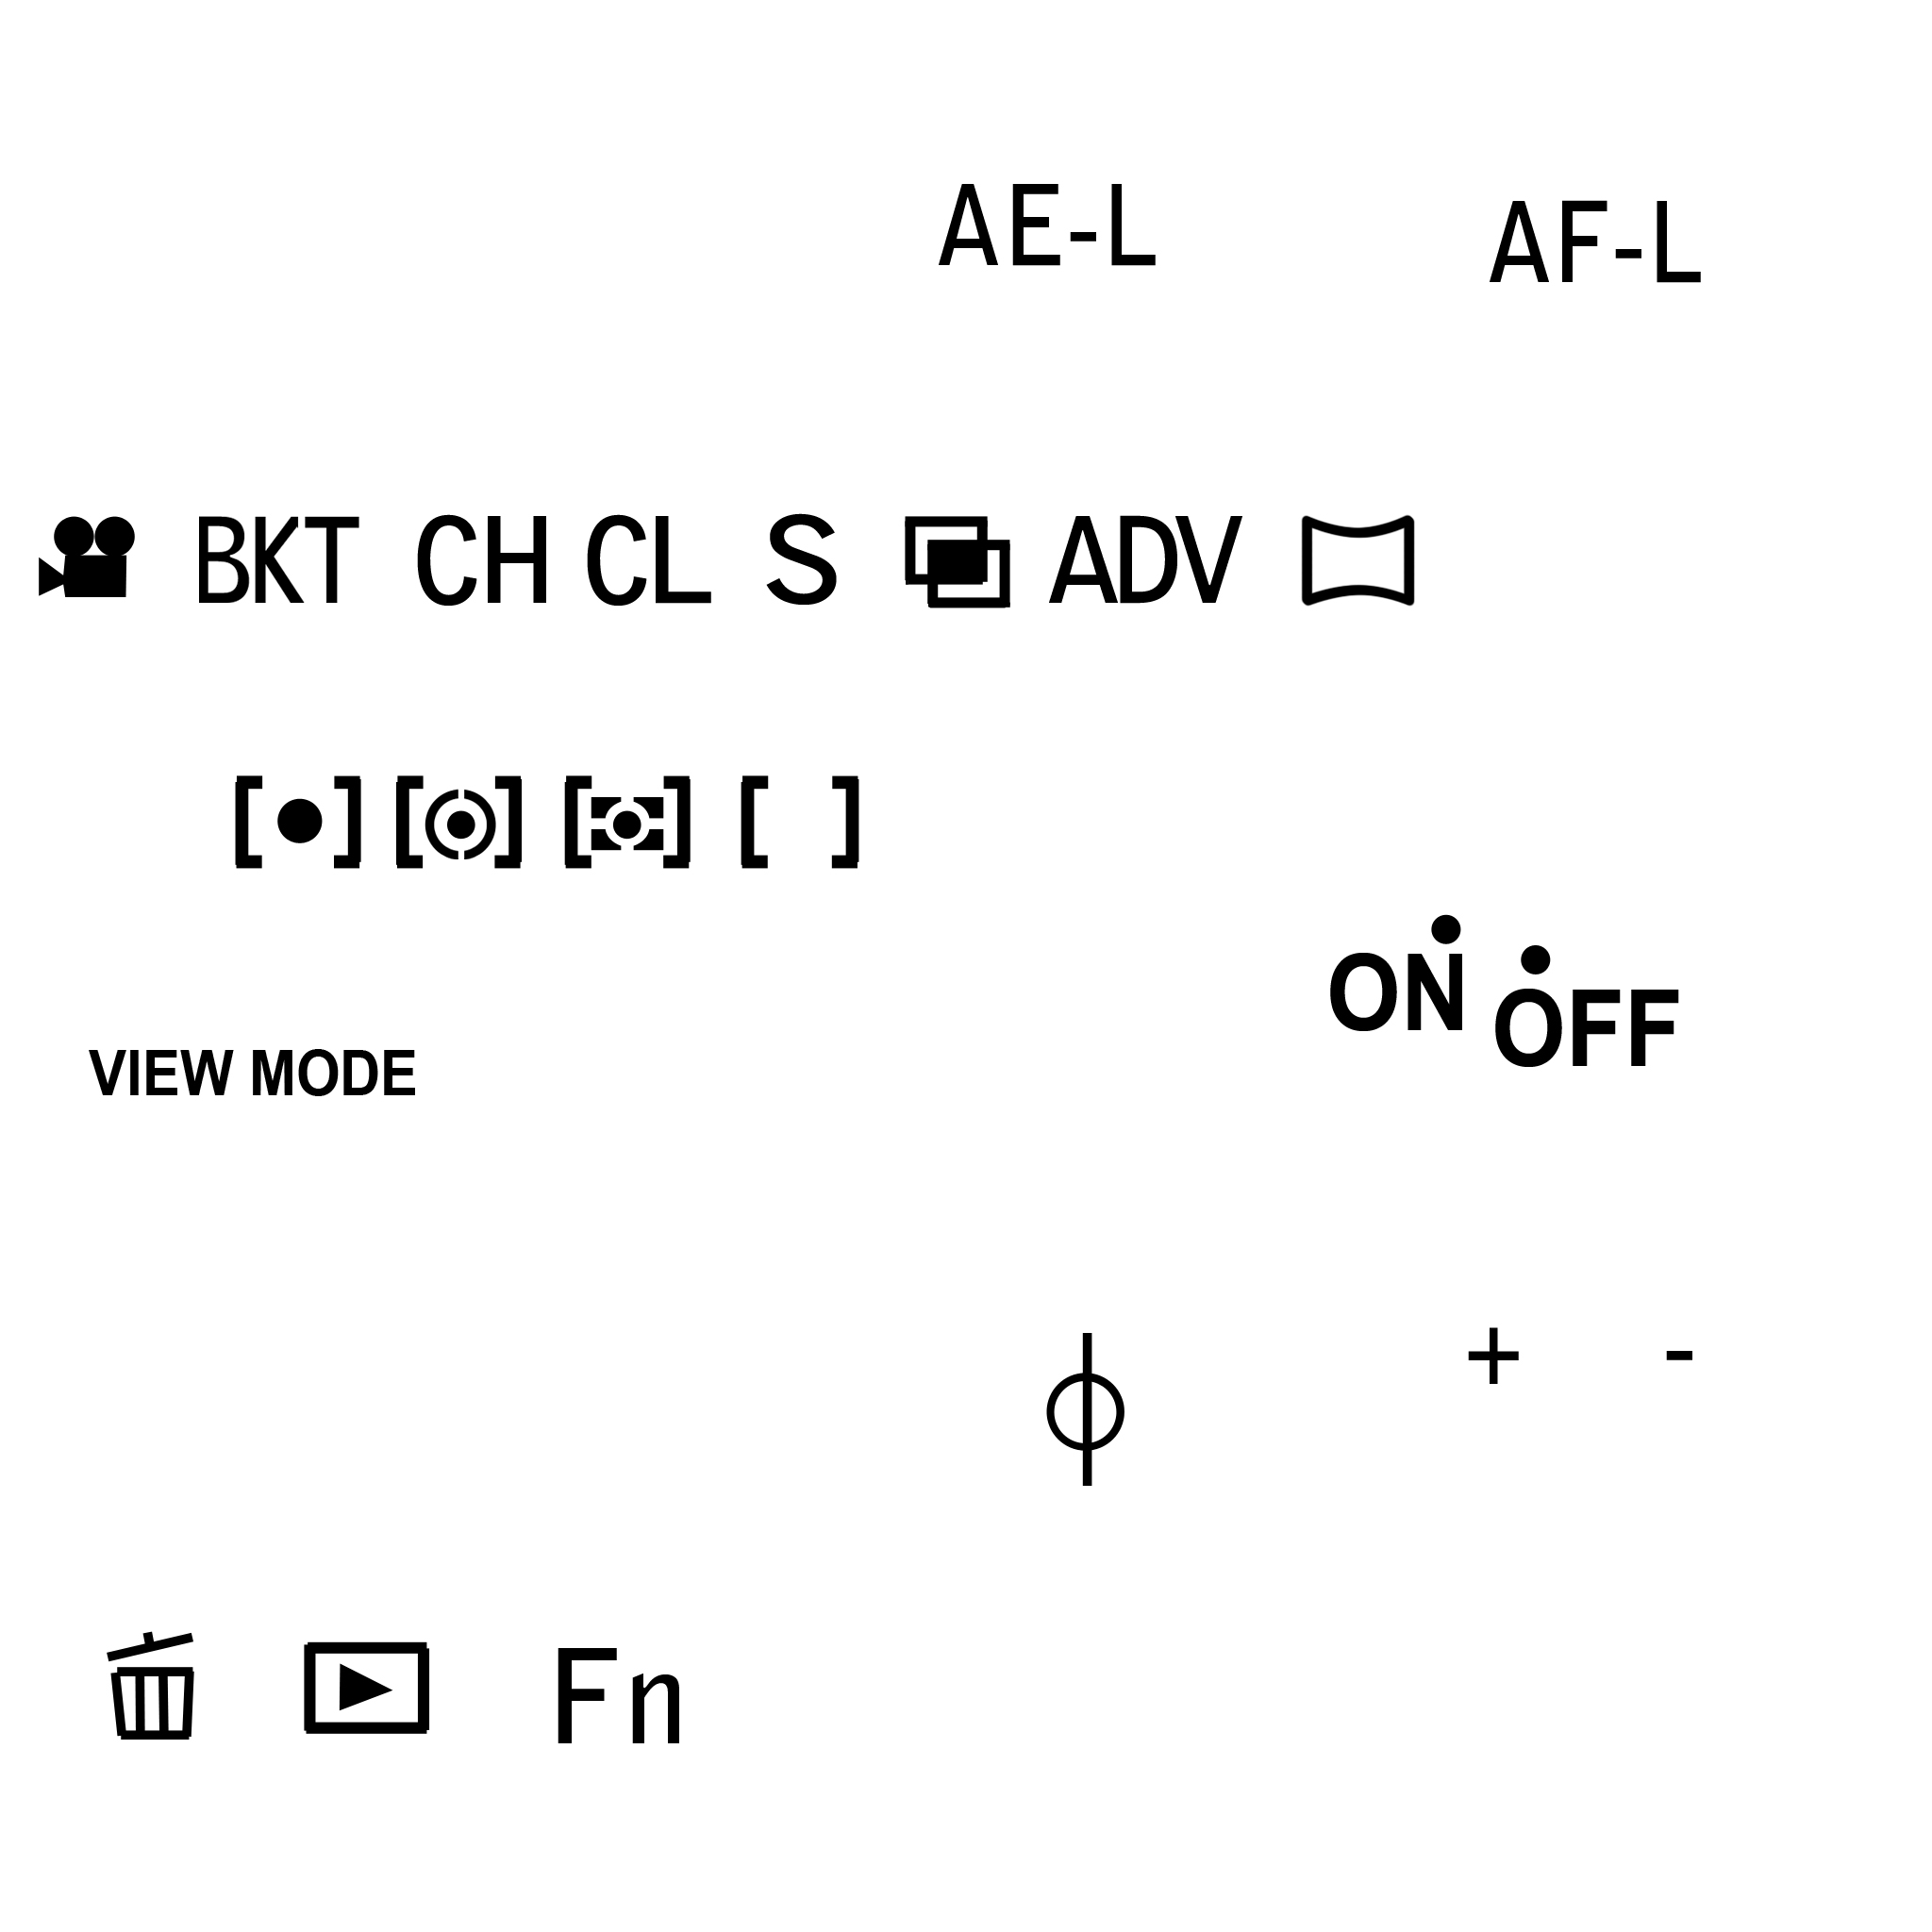 AE-L
AF-L
BKT CH CL S ADV
[ ] [ ] [ ] [ ]
ON OFF
VIEW MODE
+ -
Fn